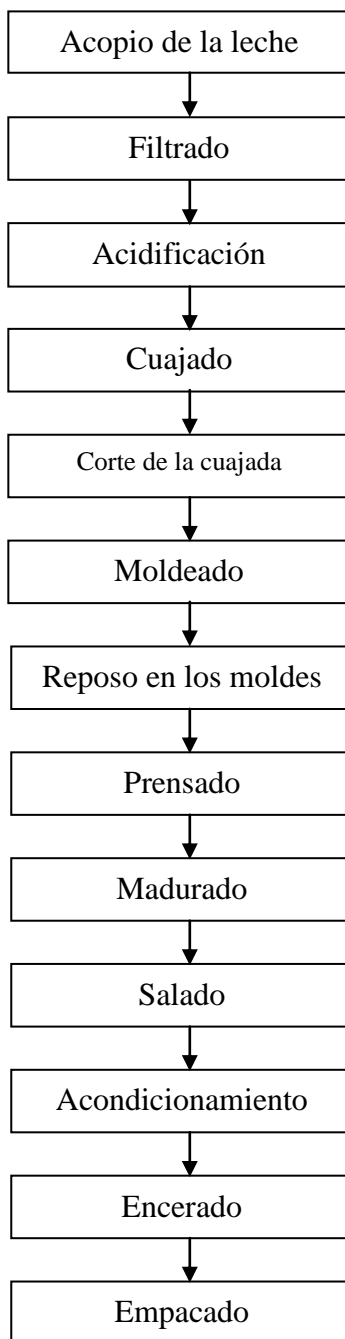 Acopio de la leche
Filtrado
Acidificación
Cuajado
Corte de la cuajada
Moldeado
Reposo en los moldes
Prensado
Madurado
Salado
Acondicionamiento
Encerado
Empacado